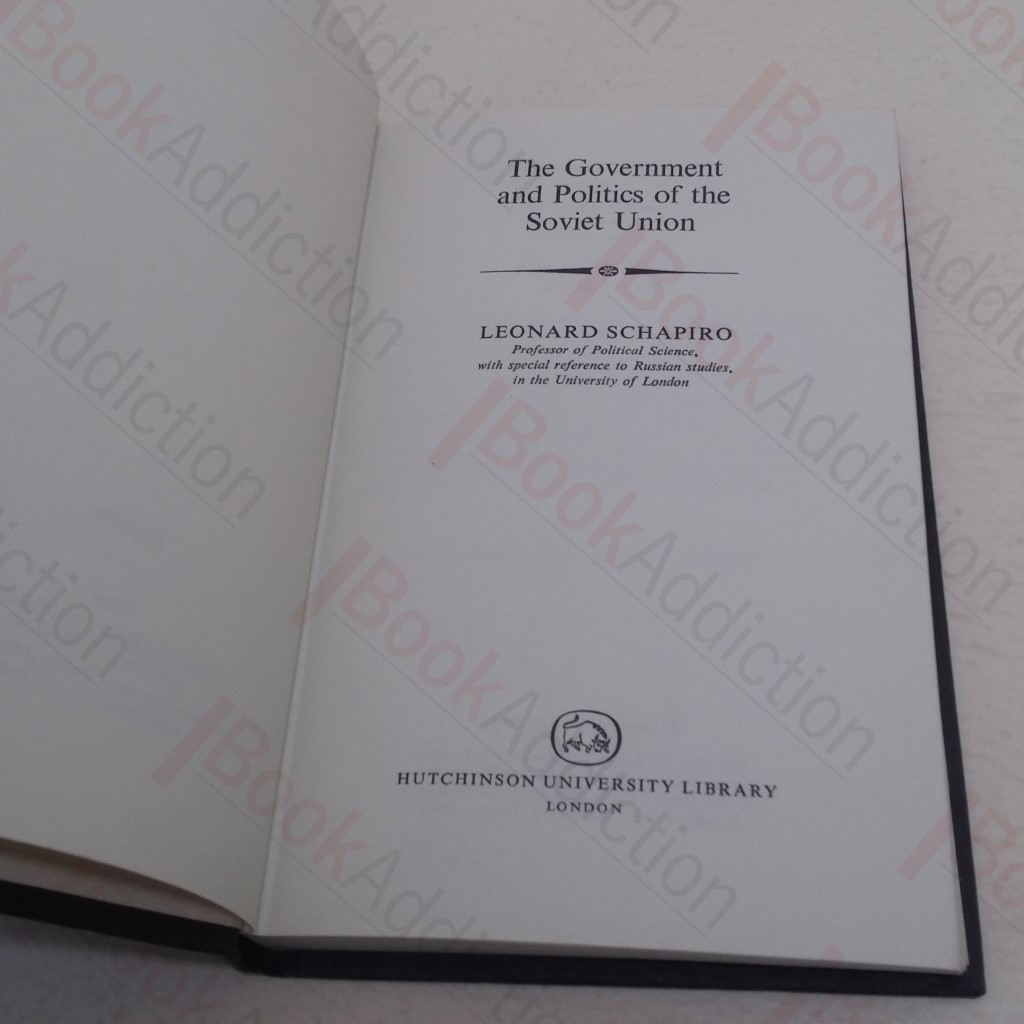 The Government
and Politics of the
Soviet Union
LEONARD SCHAPIRO
Professor of Political Science,
with special reference to Russian studies,
in the University of London
HUTCHINSON UNIVERSITY LIBRARY
LONDON
BookAddiction